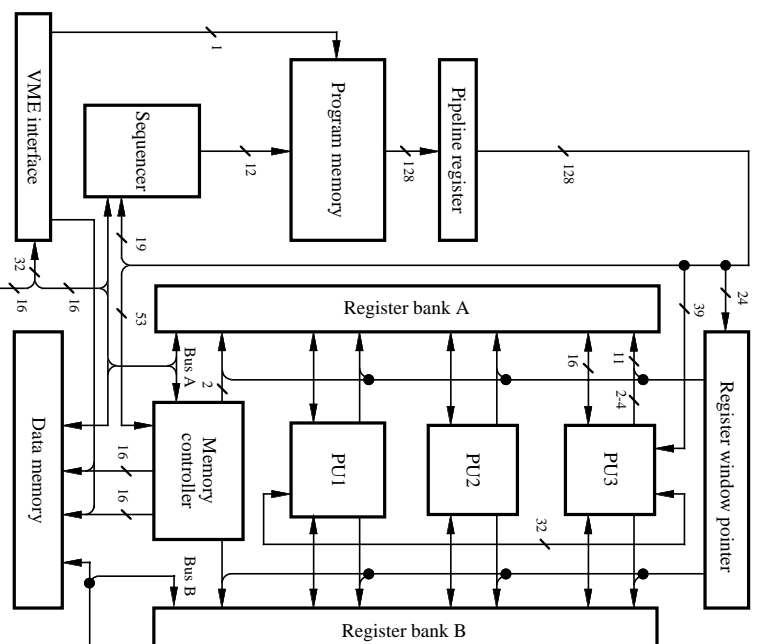 1
VME interface
Sequencer
12
Program memory
128
Pipeline register
128
19
32
16
16
53
39
24
Register bank A
Bus A
2
16
11
2-4
Register window pointer
Data memory
16
16
Memory
controller
PU1
PU2
PU3
32
Bus B
Register bank B